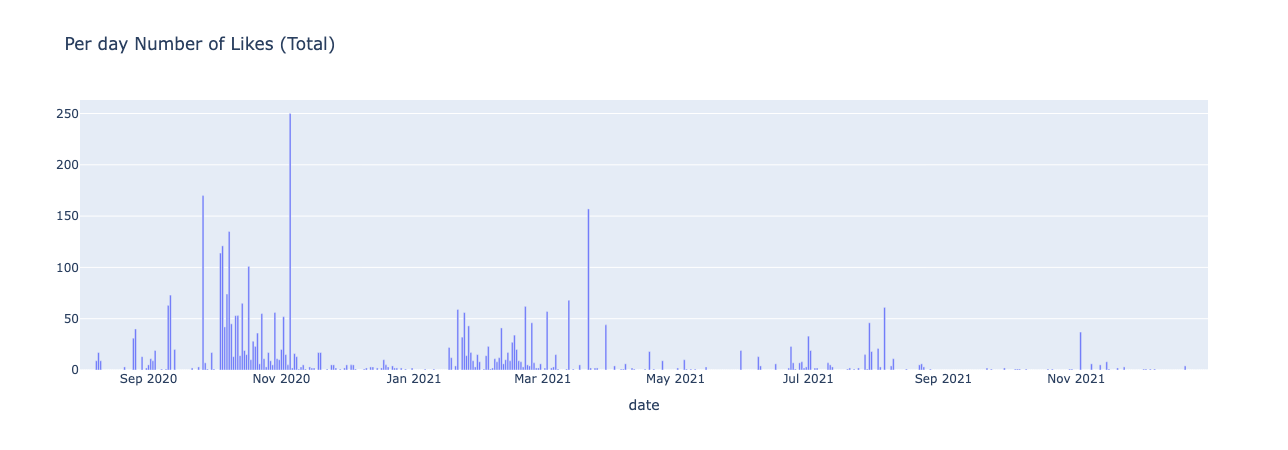 Per day Number of Likes (Total)
250
200
150
100
50
0
Sep 2020 Nov 2020 Jan 2021 Mar 2021 May 2021 Jul 2021 Sep 2021 Nov 2021
date